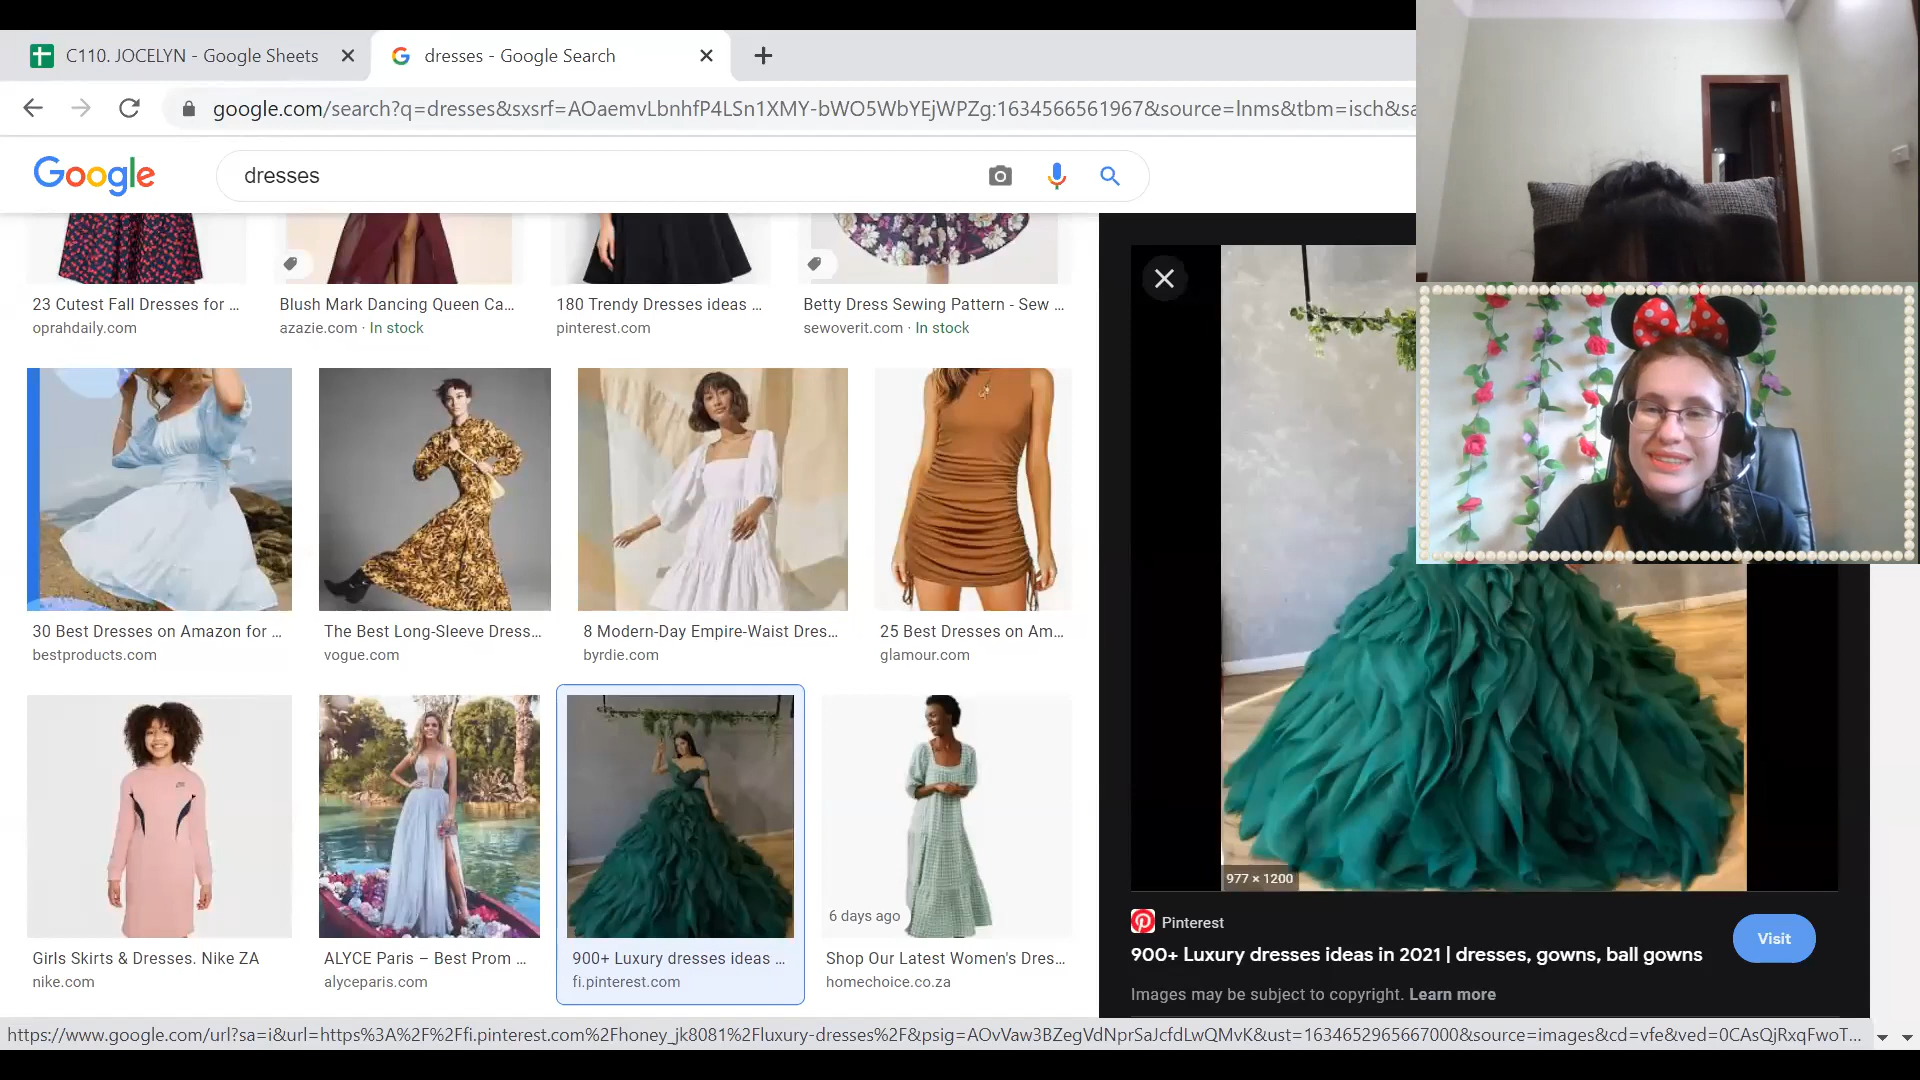 C110. JOCELYN - Google Sheets
dresses - Google Search
google.com/search?q=dresses&sxsrf=AOaemvLbnhfP4LSn1XMY-bWO5WbYEjWPZg:1634566561967&source=lnms&tbm=isch&sa
Google
dresses
23 Cutest Fall Dresses for ...
oprahdaily.com
Blush Mark Dancing Queen Ca...
azazie.com · In stock
180 Trendy Dresses ideas ...
pinterest.com
Betty Dress Sewing Pattern - Sew ...
sewoverit.com · In stock
30 Best Dresses on Amazon for ...
bestproducts.com
The Best Long-Sleeve Dress...
vogue.com
8 Modern-Day Empire-Waist Dres...
byrdie.com
25 Best Dresses on Am...
glamour.com
Girls Skirts & Dresses. Nike ZA
nike.com
ALYCE Paris – Best Prom ...
alyceparis.com
900+ Luxury dresses ideas ...
fi.pinterest.com
6 days ago
Shop Our Latest Women's Dres...
homechoice.co.za
977 × 1200
Pinterest
900+ Luxury dresses ideas in 2021 | dresses, gowns, ball gowns
Visit
Images may be subject to copyright. Learn more
https://www.google.com/url?sa=i&url=https%3A%2F%2Ffi.pinterest.com%2Fhoney_jk8081%2Fluxury-dresses%2F&psig=AOvVaw3BZegVdNprSaJcfdLwQMvK&ust=1634652965667000&source=images&cd=vfe&ved=0CAsQjRxqFwoT...